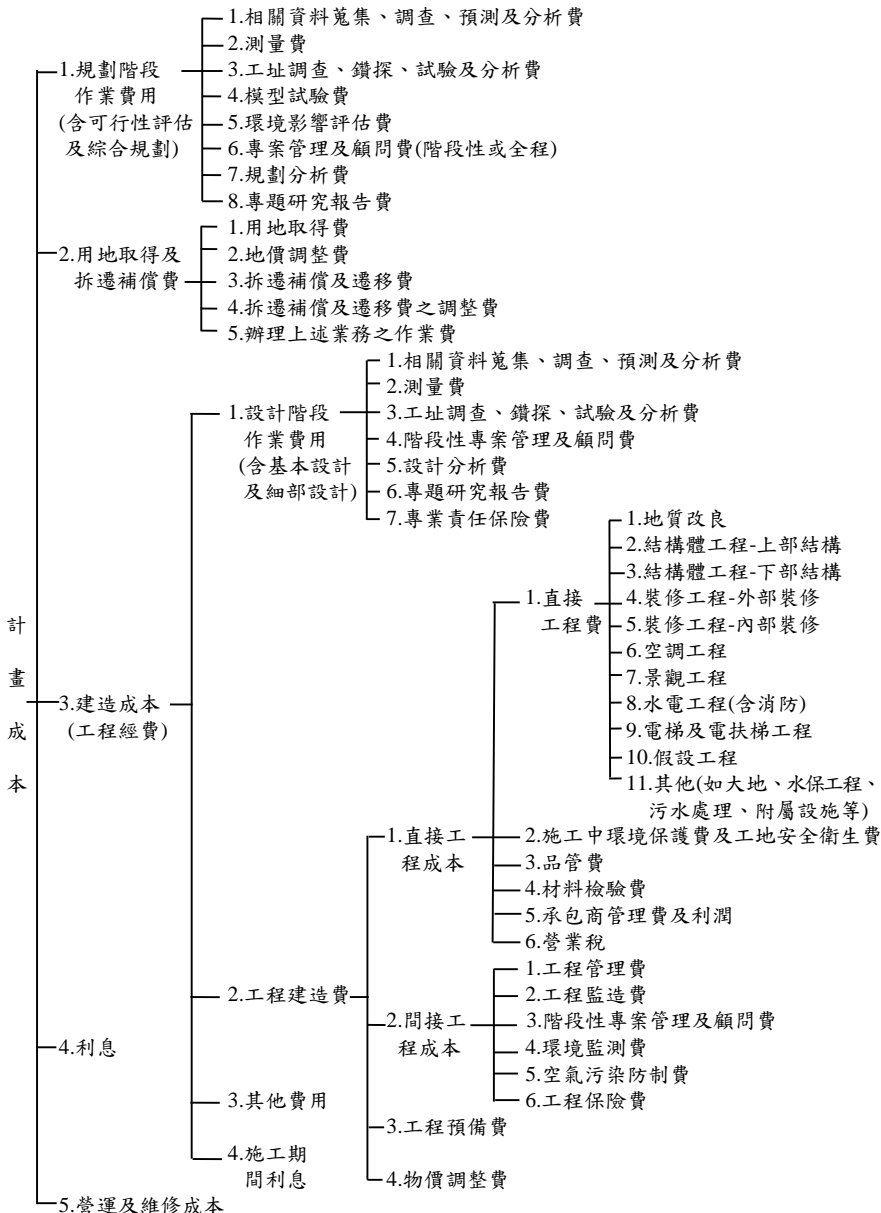 計畫成本
1.規劃階段
作業費用
(含可行性評估
及綜合規劃)
1.相關資料蒐集、調查、預測及分析費
2.測量費
3.工址調查、鑽探、試驗及分析費
4.模型試驗費
5.環境影響評估費
6.專案管理及顧問費(階段性或全程)
7.規劃分析費
8.專題研究報告費
2.用地取得及
拆遷補償費
1.用地取得費
2.地價調整費
3.拆遷補償及遷移費
4.拆遷補償及遷移費之調整費
5.辦理上述業務之作業費
3.建造成本
(工程經費)
1.設計階段
作業費用
(含基本設計
及細部設計)
1.相關資料蒐集、調查、預測及分析費
2.測量費
3.工址調查、鑽探、試驗及分析費
4.階段性專案管理及顧問費
5.設計分析費
6.專題研究報告費
7.專業責任保險費
2.工程建造費
1.直接工
程成本
1.直接
工程費
1.地質改良
2.結構體工程-上部結構
3.結構體工程-下部結構
4.裝修工程-外部裝修
5.裝修工程-內部裝修
6.空調工程
7.景觀工程
8.水電工程(含消防)
9.電梯及電扶梯工程
10.假設工程
11.其他(如大地、水保工程、
污水處理、附屬設施等)
2.施工中環境保護費及工地安全衛生費
3.品管費
4.材料檢驗費
5.承包商管理費及利潤
6.營業稅
2.間接工
程成本
1.工程管理費
2.工程監造費
3.階段性專案管理及顧問費
4.環境監測費
5.空氣污染防制費
6.工程保險費
3.工程預備費
4.物價調整費
3.其他費用
4.施工期
間利息
4.利息
5.營運及維修成本